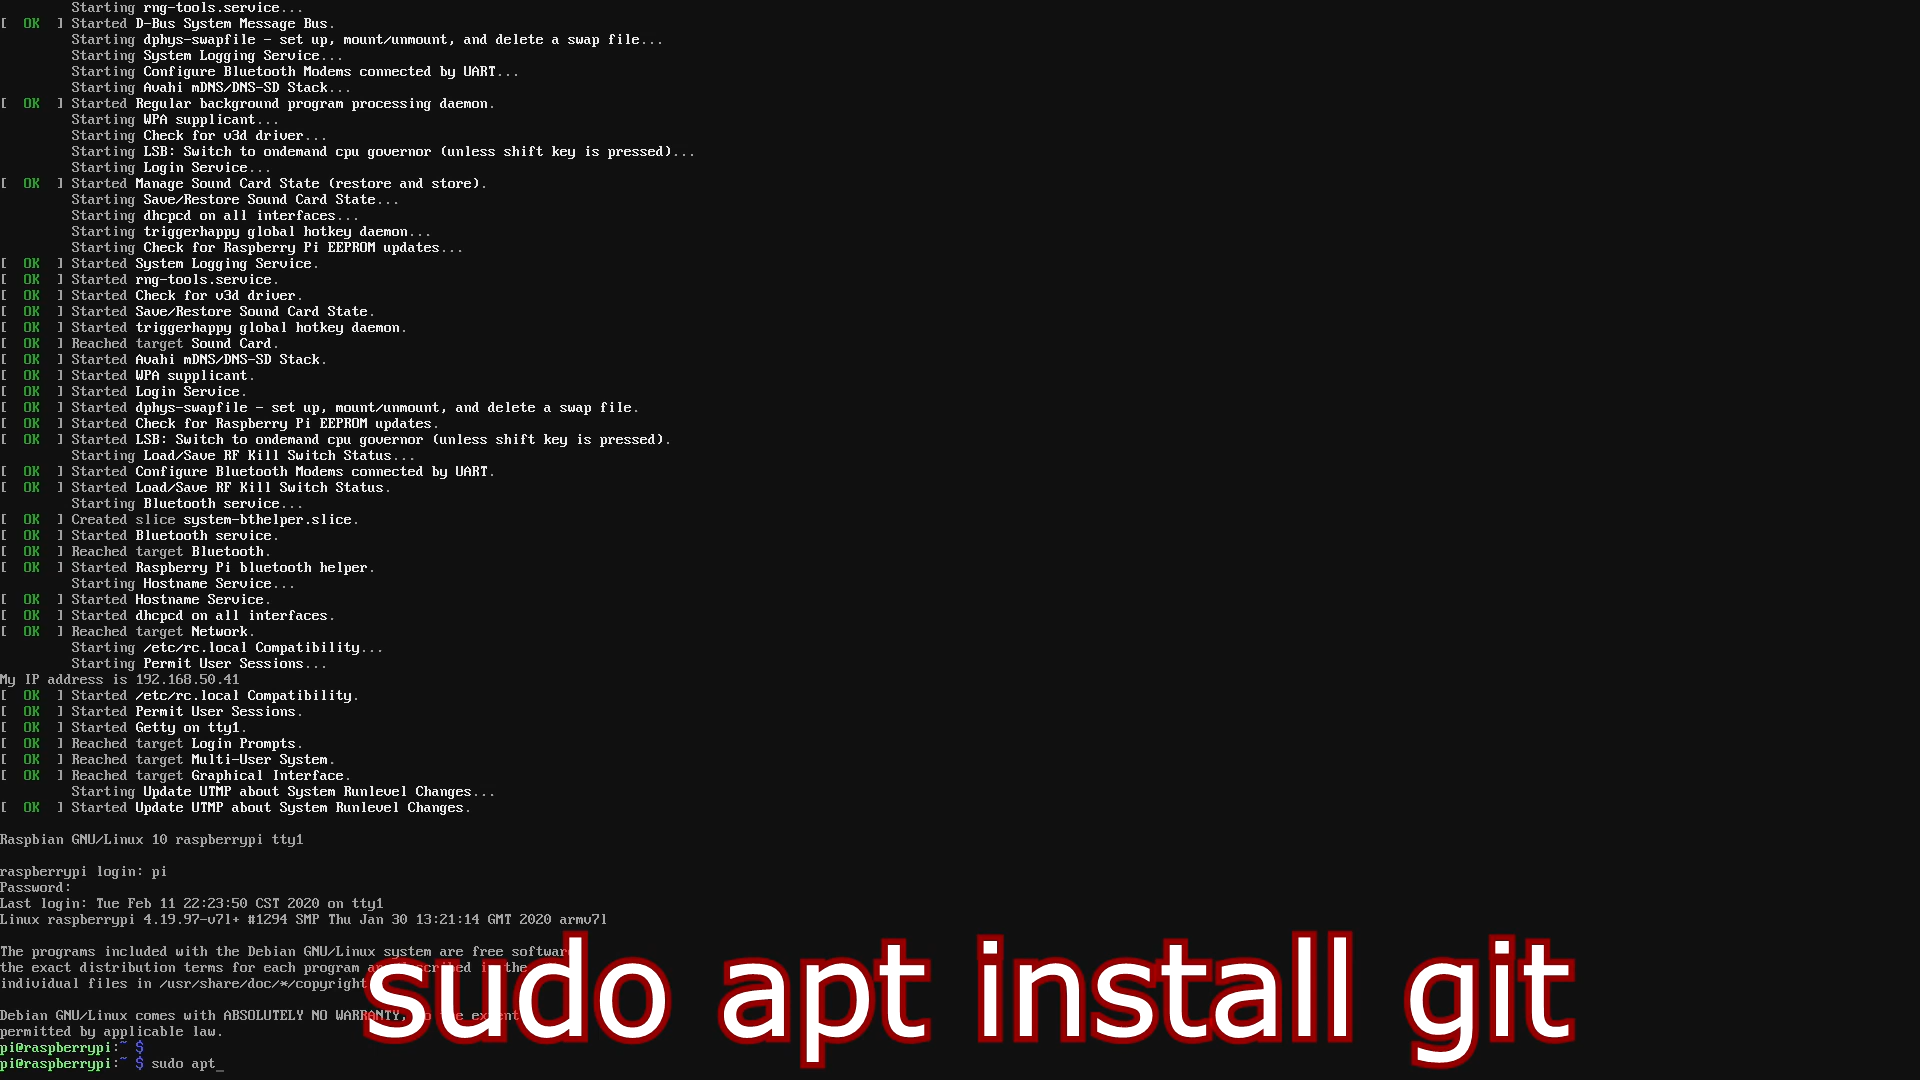 Starting rng-tools.service...
[  OK  ] Started D-Bus System Message Bus.
Starting dphys-swapfile - set up, mount/unmount, and delete a swap file...
Starting System Logging Service...
Starting Configure Bluetooth Modems connected by UART...
Starting Avahi mDNS/DNS-SD Stack...
[  OK  ] Started Regular background program processing daemon.
Starting WPA supplicant...
Starting Check for v3d driver...
Starting LSB: Switch to ondemand cpu governor (unless shift key is pressed)...
Starting Login Service...
[  OK  ] Started Manage Sound Card State (restore and store).
Starting Save/Restore Sound Card State...
Starting dhcpcd on all interfaces...
Starting triggerhappy global hotkey daemon...
Starting Check for Raspberry Pi EEPROM updates...
[  OK  ] Started System Logging Service.
[  OK  ] Started rng-tools.service.
[  OK  ] Started Check for v3d driver.
[  OK  ] Started Save/Restore Sound Card State.
[  OK  ] Started triggerhappy global hotkey daemon.
[  OK  ] Reached target Sound Card.
[  OK  ] Started Avahi mDNS/DNS-SD Stack.
[  OK  ] Started WPA supplicant.
[  OK  ] Started Login Service.
[  OK  ] Started dphys-swapfile - set up, mount/unmount, and delete a swap file.
[  OK  ] Started Check for Raspberry Pi EEPROM updates.
[  OK  ] Started LSB: Switch to ondemand cpu governor (unless shift key is pressed).
Starting Load/Save RF Kill Switch Status...
[  OK  ] Started Configure Bluetooth Modems connected by UART.
[  OK  ] Started Load/Save RF Kill Switch Status.
Starting Bluetooth service...
[  OK  ] Created slice system-bthelper.slice.
[  OK  ] Started Bluetooth service.
[  OK  ] Reached target Bluetooth.
[  OK  ] Started Raspberry Pi bluetooth helper.
Starting Hostname Service...
[  OK  ] Started Hostname Service.
[  OK  ] Started dhcpcd on all interfaces.
[  OK  ] Reached target Network.
Starting /etc/rc.local Compatibility...
Starting Permit User Sessions...
My IP address is 192.168.50.41
[  OK  ] Started /etc/rc.local Compatibility.
[  OK  ] Started Permit User Sessions.
[  OK  ] Started Getty on tty1.
[  OK  ] Reached target Login Prompts.
[  OK  ] Reached target Multi-User System.
[  OK  ] Reached target Graphical Interface.
Starting Update UTMP about System Runlevel Changes...
[  OK  ] Started Update UTMP about System Runlevel Changes.
Raspbian GNU/Linux 10 raspberrypi tty1
raspberrypi login: pi
Password:
Last login: Tue Feb 11 22:23:50 CST 2020 on tty1
Linux raspberrypi 4.19.97-v7l+ #1294 SMP Thu Jan 30 13:21:14 GMT 2020 armv7l
The programs included with the Debian GNU/Linux system are free software
the exact distribution terms for each program the
individual files in /usr/share/doc/*/copyright
Debian GNU/Linux comes with ABSOLUTELY NO WARRANTY, extent
permitted by applicable law.
pi@raspberrypi:~ $
pi@raspberrypi:~ $ sudo apt_
sudo apt install git